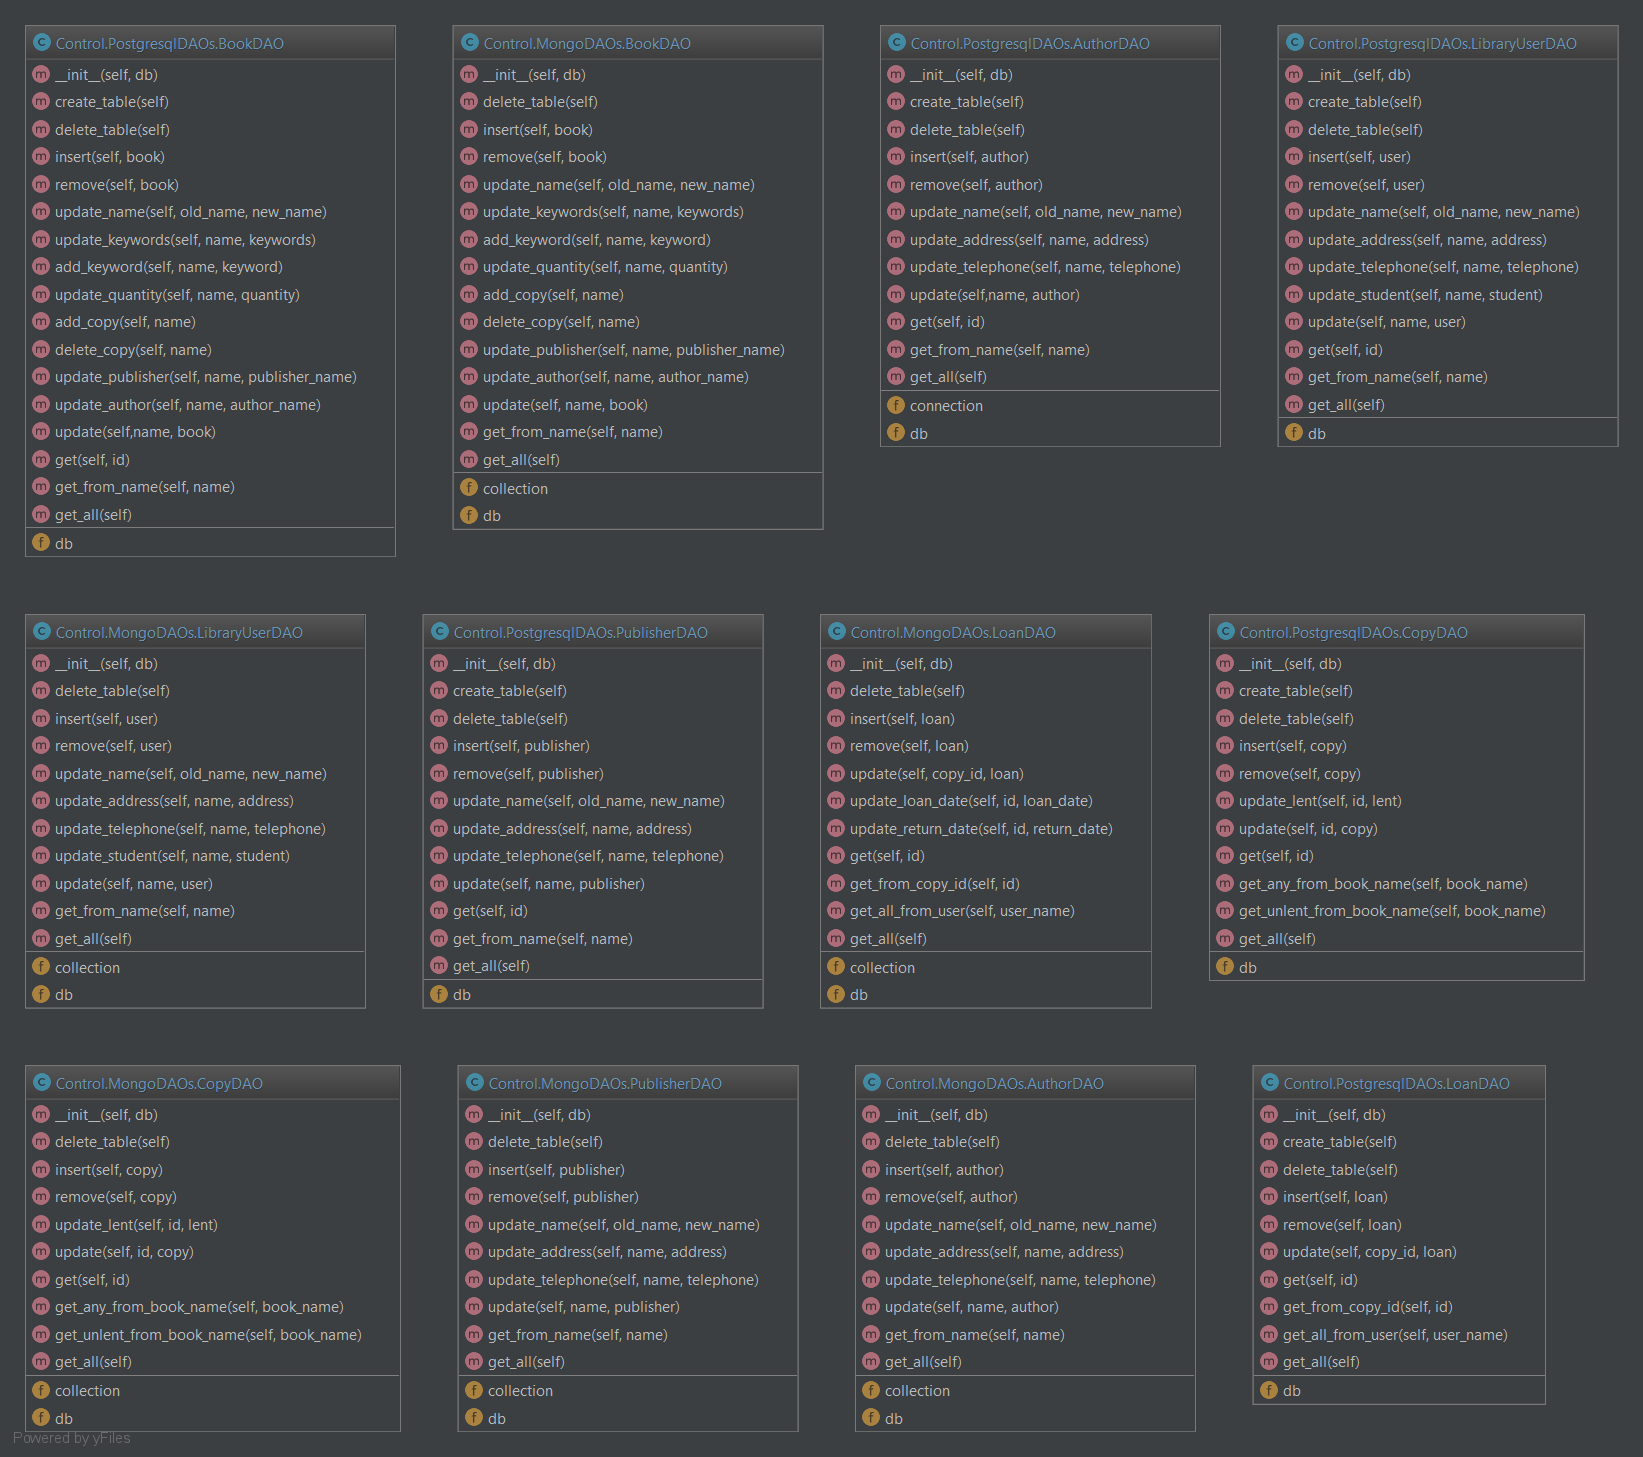 Control.PostgresqlDAOs.BookDAO
__init__(self, db)
create_table(self)
delete_table(self)
insert(self, book)
remove(self, book)
update_name(self, old_name, new_name)
update_keywords(self, name, keywords)
add_keyword(self, name, keyword)
update_quantity(self, name, quantity)
add_copy(self, name)
delete_copy(self, name)
update_publisher(self, name, publisher_name)
update_author(self, name, author_name)
update(self,name, book)
get(self, id)
get_from_name(self, name)
get_all(self)
db
Control.MongoDAOs.BookDAO
__init__(self, db)
delete_table(self)
insert(self, book)
remove(self, book)
update_name(self, old_name, new_name)
update_keywords(self, name, keywords)
add_keyword(self, name, keyword)
update_quantity(self, name, quantity)
add_copy(self, name)
delete_copy(self, name)
update_publisher(self, name, publisher_name)
update_author(self, name, author_name)
update(self, name, book)
get_from_name(self, name)
get_all(self)
collection
db
Control.PostgresqlDAOs.AuthorDAO
__init__(self, db)
create_table(self)
delete_table(self)
insert(self, author)
remove(self, author)
update_name(self, old_name, new_name)
update_address(self, name, address)
update_telephone(self, name, telephone)
update(self,name, author)
get(self, id)
get_from_name(self, name)
get_all(self)
connection
db
Control.PostgresqlDAOs.LibraryUserDAO
__init__(self, db)
create_table(self)
delete_table(self)
insert(self, user)
remove(self, user)
update_name(self, old_name, new_name)
update_address(self, name, address)
update_telephone(self, name, telephone)
update_student(self, name, student)
update(self, name, user)
get(self, id)
get_from_name(self, name)
get_all(self)
db
Control.MongoDAOs.LibraryUserDAO
__init__(self, db)
delete_table(self)
insert(self, user)
remove(self, user)
update_name(self, old_name, new_name)
update_address(self, name, address)
update_telephone(self, name, telephone)
update_student(self, name, student)
update(self, name, user)
get_from_name(self, name)
get_all(self)
collection
db
Control.PostgresqlDAOs.PublisherDAO
__init__(self, db)
create_table(self)
delete_table(self)
insert(self, publisher)
remove(self, publisher)
update_name(self, old_name, new_name)
update_address(self, name, address)
update_telephone(self, name, telephone)
update(self, name, publisher)
get(self, id)
get_from_name(self, name)
get_all(self)
db
Control.MongoDAOs.LoanDAO
__init__(self, db)
delete_table(self)
insert(self, loan)
remove(self, loan)
update(self, copy_id, loan)
update_loan_date(self, id, loan_date)
update_return_date(self, id, return_date)
get(self, id)
get_from_copy_id(self, id)
get_all_from_user(self, user_name)
get_all(self)
collection
db
Control.PostgresqlDAOs.CopyDAO
__init__(self, db)
create_table(self)
delete_table(self)
insert(self, copy)
remove(self, copy)
update_lent(self, id, lent)
update(self, id, copy)
get(self, id)
get_any_from_book_name(self, book_name)
get_unlent_from_book_name(self, book_name)
get_all(self)
db
Control.MongoDAOs.CopyDAO
__init__(self, db)
delete_table(self)
insert(self, copy)
remove(self, copy)
update_lent(self, id, lent)
update(self, id, copy)
get(self, id)
get_any_from_book_name(self, book_name)
get_unlent_from_book_name(self, book_name)
get_all(self)
collection
db
Control.MongoDAOs.PublisherDAO
__init__(self, db)
delete_table(self)
insert(self, publisher)
remove(self, publisher)
update_name(self, old_name, new_name)
update_address(self, name, address)
update_telephone(self, name, telephone)
update(self, name, publisher)
get_from_name(self, name)
get_all(self)
collection
db
Control.MongoDAOs.AuthorDAO
__init__(self, db)
delete_table(self)
insert(self, author)
remove(self, author)
update_name(self, old_name, new_name)
update_address(self, name, address)
update_telephone(self, name, telephone)
update(self, name, author)
get_from_name(self, name)
get_all(self)
collection
db
Control.PostgresqlDAOs.LoanDAO
__init__(self, db)
create_table(self)
delete_table(self)
insert(self, loan)
remove(self, loan)
update(self, copy_id, loan)
get(self, id)
get_from_copy_id(self, id)
get_all_from_user(self, user_name)
get_all(self)
db
Powered by yFiles